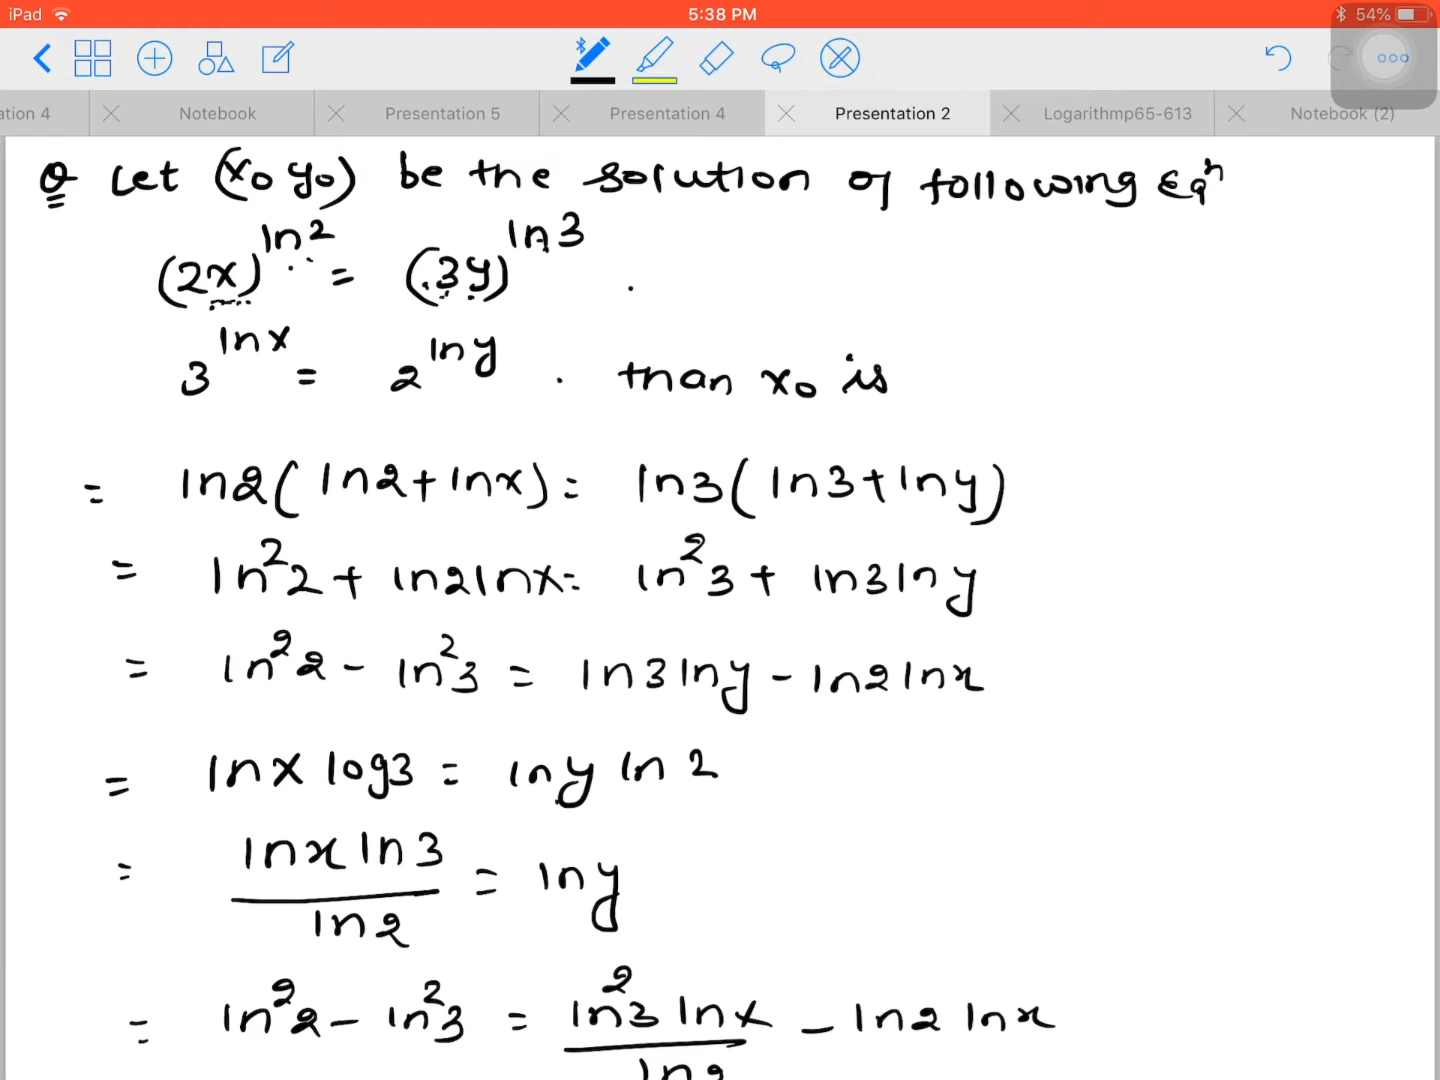 iPad 5:38 PM 54%
ation 4 Notebook Presentation 5 Presentation 4 Presentation 2 Logarithmp65-613 Notebook (2)
Q Let (x₀ y₀) be the solution of following Eqⁿ
(2x)^ln2 = (3y)^ln3
3^lnx = 2^lny . than x₀ is
= ln2(ln2+lnx) = ln3(ln3+lny)
= ln²2 + ln2lnx = ln²3 + ln3lny
= ln²2 - ln²3 = ln3lny - ln2lnx
= lnx log3 = lny ln2
= lnx ln3 / ln2 = lny
= ln²2 - ln²3 = ln²3 lnx / ln2 - ln2 lnx